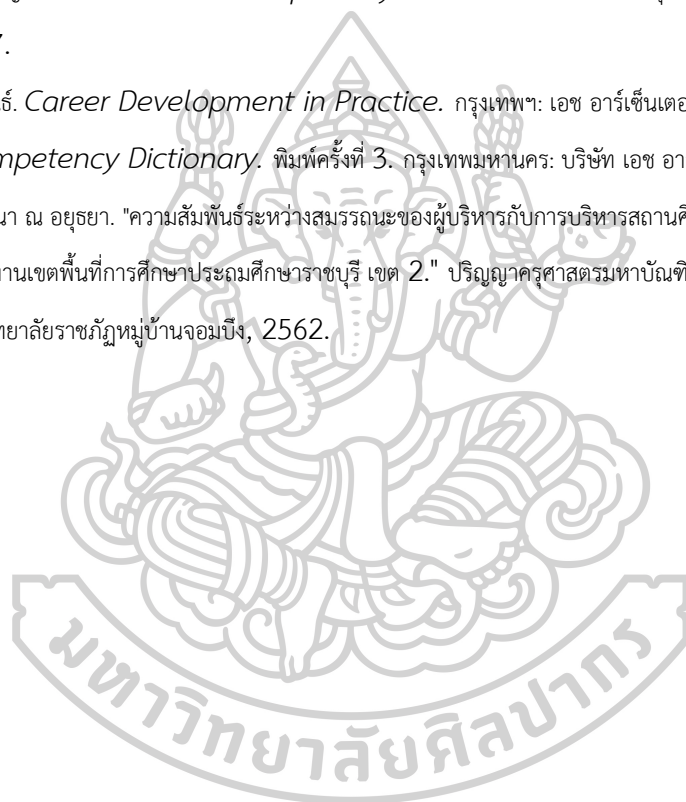 7.
ธ์. Career Development in Practice. กรุงเทพฯ: เอช อาร์เซ็นเตอ
mpetency Dictionary. พิมพ์ครั้งที่ 3. กรุงเทพมหานคร: บริษัท เอช อา
นา ณ อยุธยา. "ความสัมพันธ์ระหว่างสมรรถนะของผู้บริหารกับการบริหารสถานศึ
านเขตพื้นที่การศึกษาประถมศึกษาราชบุรี เขต 2." ปริญญาครุศาสตรมหาบัณฑิ
ทยาลัยราชภัฏหมู่บ้านจอมบึง, 2562.
มหาวิทยาลัยศิลปากร